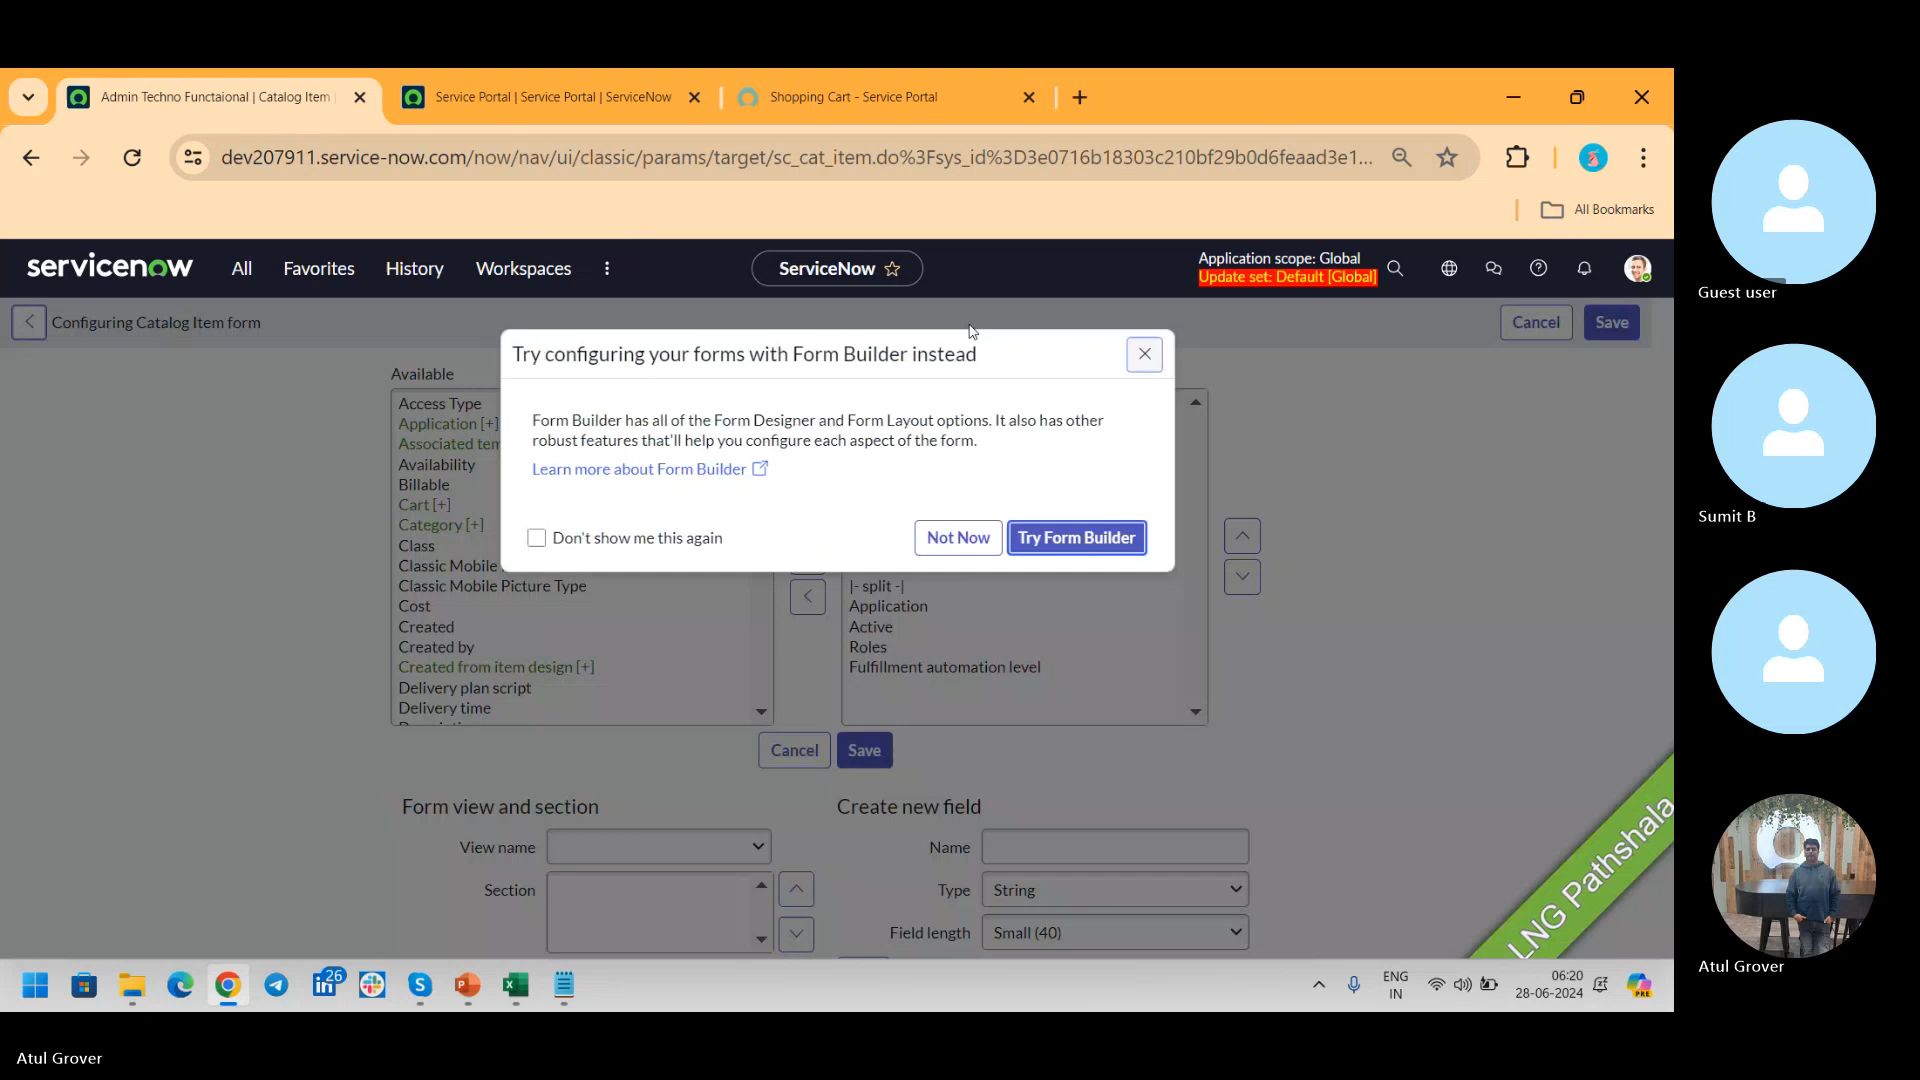 Admin Techno Functaional | Catalog Item
Service Portal | Service Portal | ServiceNow
Shopping Cart - Service Portal
dev207911.service-now.com/now/nav/ui/classic/params/target/sc_cat_item.do%3Fsys_id%3D3e0716b18303c210bf29b0d6feaad3e1...
All Bookmarks
servicenow
All
Favorites
History
Workspaces
ServiceNow
Application scope: Global
Update set: Default [Global]
Configuring Catalog Item form
Cancel
Save
Try configuring your forms with Form Builder instead
Form Builder has all of the Form Designer and Form Layout options. It also has other
robust features that'll help you configure each aspect of the form.
Learn more about Form Builder
Don't show me this again
Not Now
Try Form Builder
Available
Access Type
Application [+]
Associated tem
Availability
Billable
Cart [+]
Category [+]
Class
Classic Mobile
Classic Mobile Picture Type
Cost
Created
Created by
Created from item design [+]
Delivery plan script
Delivery time
|- split -|
Application
Active
Roles
Fulfillment automation level
Cancel
Save
Form view and section
View name
Section
Create new field
Name
Type
String
Field length
Small (40)
LNG Pathshala
26
ENG
IN
06:20
28-06-2024
PRE
Guest user
Sumit B
Atul Grover
Atul Grover